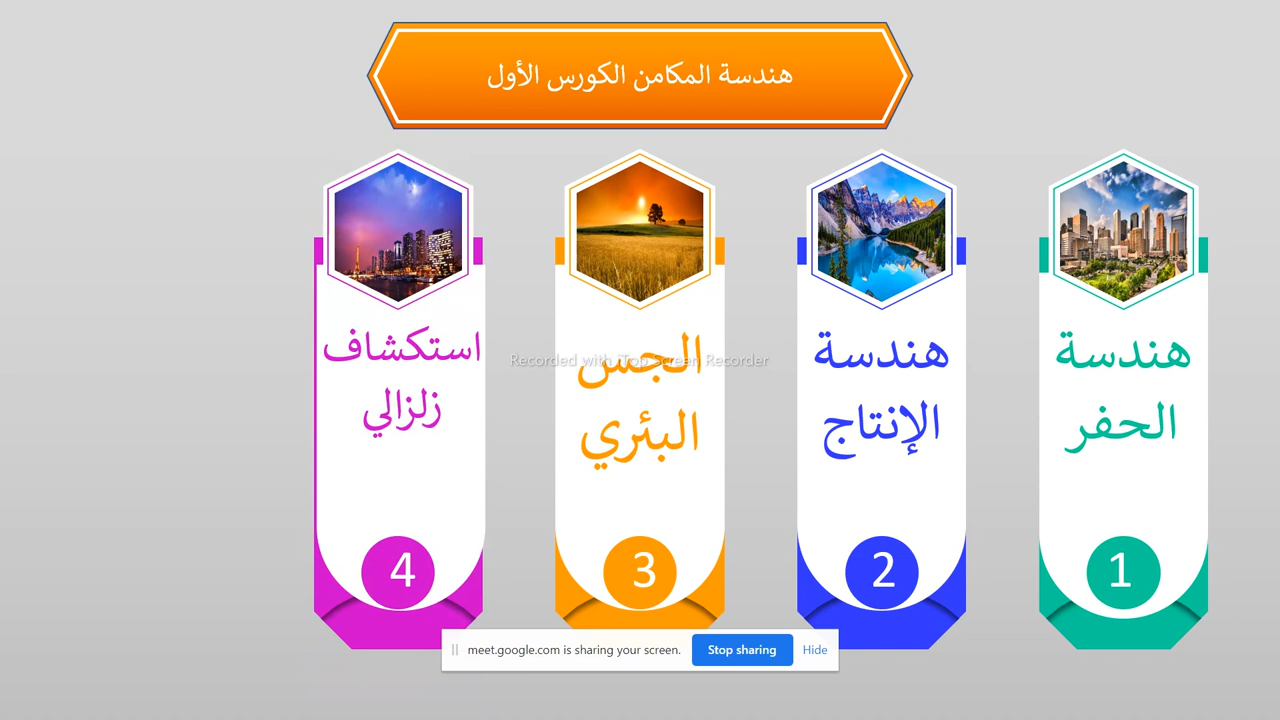 هندسة المكامن الكورس الأول
هندسة
الحفر
1
هندسة
الإنتاج
2
الجس
البئري
3
استكشاف
زلزالي
4
Recorded with iTop Screen Recorder
meet.google.com is sharing your screen.
Stop sharing
Hide